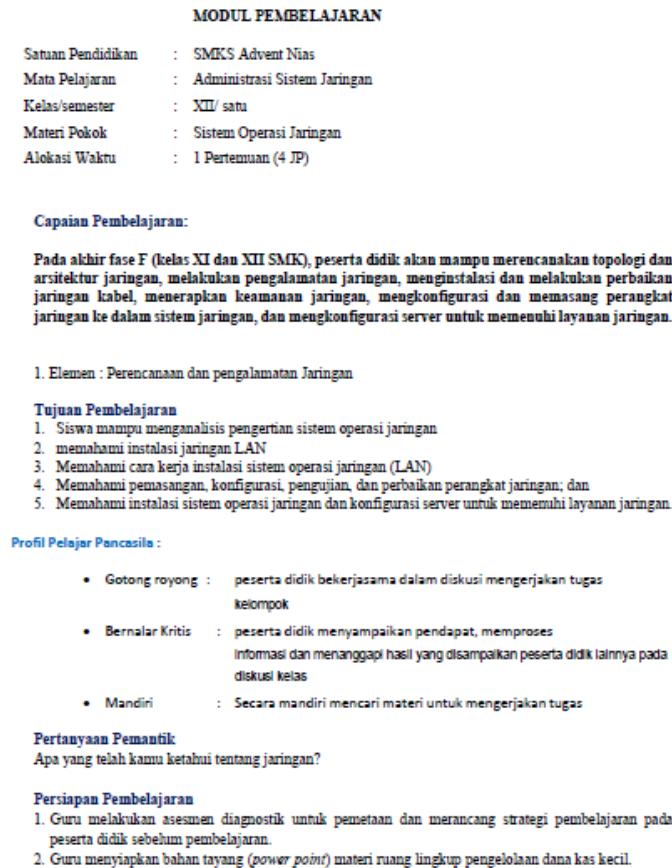 MODUL PEMBELAJARAN
Satuan Pendidikan : SMKS Advent Nias
Mata Pelajaran : Administrasi Sistem Jaringan
Kelas/semester : XII/ satu
Materi Pokok : Sistem Operasi Jaringan
Alokasi Waktu : 1 Pertemuan (4 JP)
Capaian Pembelajaran:
Pada akhir fase F (kelas XI dan XII SMK), peserta didik akan mampu merencanakan topologi dan
arsitektur jaringan, melakukan pengalamatan jaringan, menginstalasi dan melakukan perbaikan
jaringan kabel, menerapkan keamanan jaringan, mengkonfigurasi dan memasang perangkat
jaringan ke dalam sistem jaringan, dan mengkonfigurasi server untuk memenuhi layanan jaringan.
1. Elemen : Perencanaan dan pengalamatan Jaringan
Tujuan Pembelajaran
1. Siswa mampu menganalisis pengertian sistem operasi jaringan
2. memahami instalasi jaringan LAN
3. Memahami cara kerja instalasi sistem operasi jaringan (LAN)
4. Memahami pemasangan, konfigurasi, pengujian, dan perbaikan perangkat jaringan; dan
5. Memahami instalasi sistem operasi jaringan dan konfigurasi server untuk memenuhi layanan jaringan.
Profil Pelajar Pancasila :
• Gotong royong : peserta didik bekerjasama dalam diskusi mengerjakan tugas
kelompok
• Bernalar Kritis : peserta didik menyampaikan pendapat, memproses
informasi dan menanggapi hasil yang disampaikan peserta didik lainnya pada
diskusi kelas
• Mandiri : Secara mandiri mencari materi untuk mengerjakan tugas
Pertanyaan Pemantik
Apa yang telah kamu ketahui tentang jaringan?
Persiapan Pembelajaran
1. Guru melakukan asesmen diagnostik untuk pemetaan dan merancang strategi pembelajaran pada
peserta didik sebelum pembelajaran.
2. Guru menyiapkan bahan tayang (power point) materi ruang lingkup pengelolaan dana kas kecil.